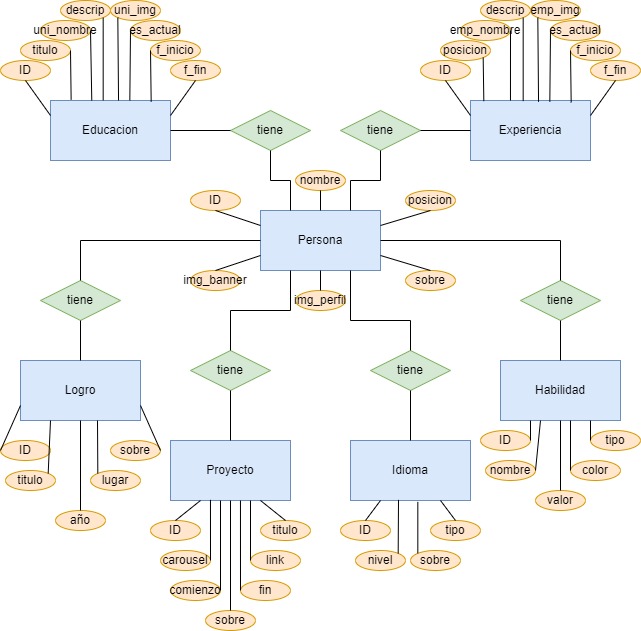 descrip
uni_img
uni_nombre
es_actual
titulo
f_inicio
ID
f_fin
Educacion
tiene
descrip
emp_img
emp_nombre
es_actual
posicion
f_inicio
ID
f_fin
tiene
Experiencia
nombre
ID
posicion
Persona
img_banner
img_perfil
sobre
tiene
tiene
tiene
tiene
Logro
ID
sobre
titulo
lugar
año
Proyecto
ID
titulo
carousel
link
comienzo
fin
sobre
Idioma
ID
tipo
nivel
sobre
Habilidad
ID
tipo
nombre
color
valor